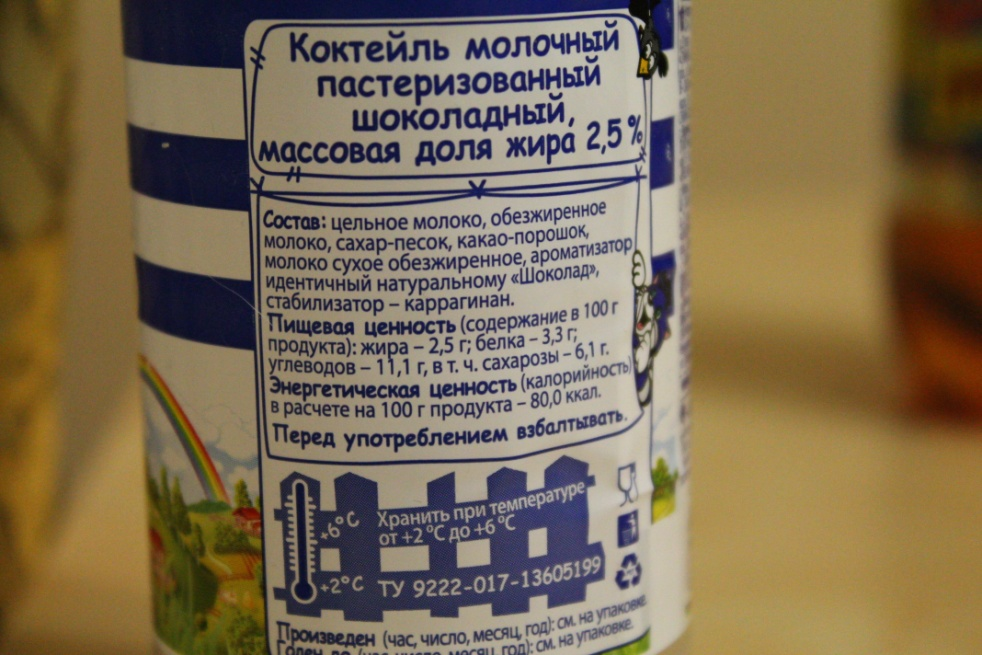 Коктейль молочный
пастеризованный
шоколадный,
массовая доля жира 2,5%
Состав: цельное молоко, обезжиренное
молоко, сахар-песок, какао-порошок,
молоко сухое обезжиренное, ароматизатор
идентичный натуральному «Шоколад»,
стабилизатор – каррагинан.
Пищевая ценность (содержание в 100 г
продукта): жира – 2,5 г; белка – 3,3 г;
углеводов – 11,1 г, в т. ч. сахарозы – 6,1 г.
Энергетическая ценность (калорийность)
в расчете на 100 г продукта – 80,0 ккал.
Перед употреблением взбалтывать.
+6°C
Хранить при температуре
от +2 °C до +6 °C
+2°C
ТУ 9222-017-13605199
Произведен (час, число, месяц, год): см. на упаковке.
Годен до (час, число, месяц, год): см. на упаковке.